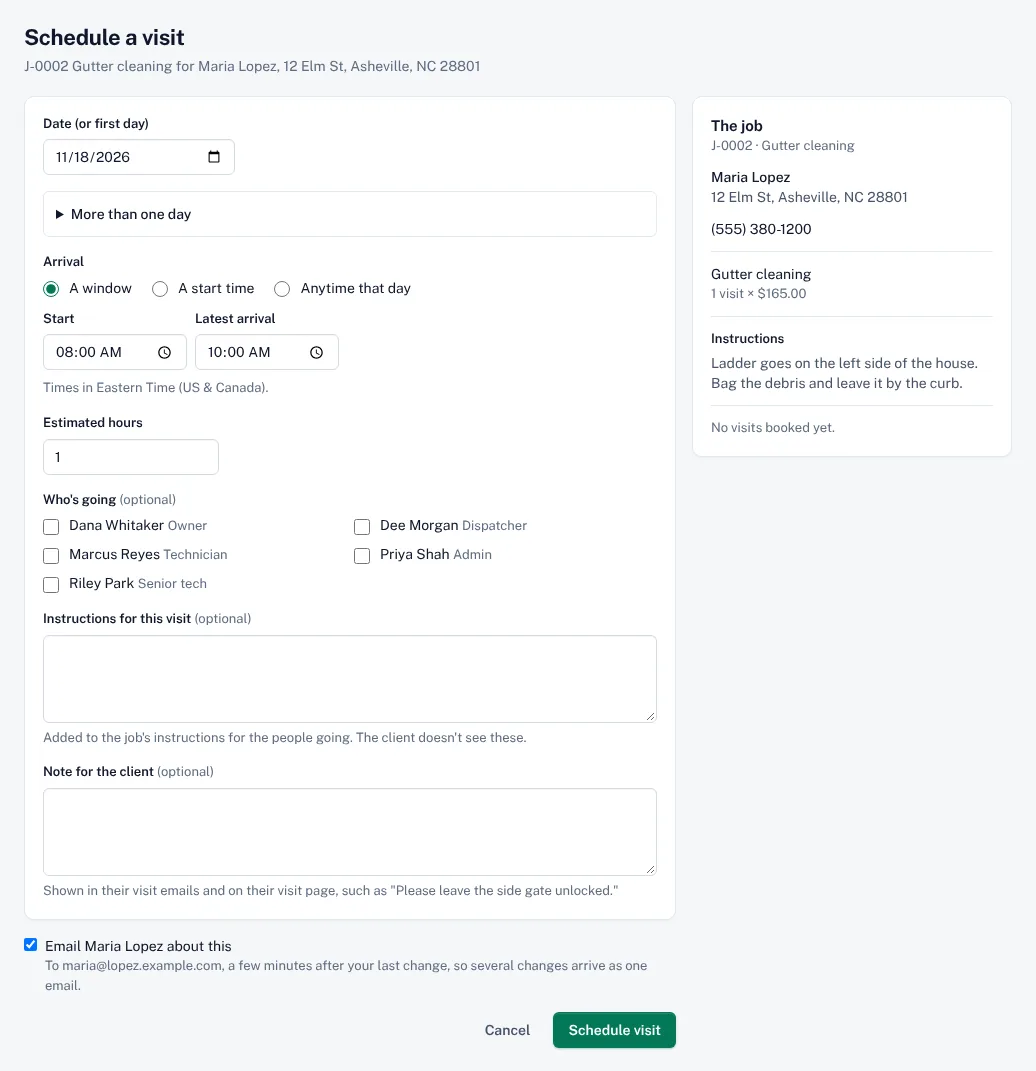 Schedule a visit
J-0002 Gutter cleaning for Maria Lopez, 12 Elm St, Asheville, NC 28801
Date (or first day)
11/18/2026
More than one day
Arrival
A window
A start time
Anytime that day
Start
Latest arrival
08:00 AM
10:00 AM
Times in Eastern Time (US & Canada).
Estimated hours
1
Who's going (optional)
Dana Whitaker Owner
Dee Morgan Dispatcher
Marcus Reyes Technician
Priya Shah Admin
Riley Park Senior tech
Instructions for this visit (optional)
Added to the job's instructions for the people going. The client doesn't see these.
Note for the client (optional)
Shown in their visit emails and on their visit page, such as "Please leave the side gate unlocked."
Email Maria Lopez about this
To maria@lopez.example.com, a few minutes after your last change, so several changes arrive as one
email.
Cancel
Schedule visit
The job
J-0002 · Gutter cleaning
Maria Lopez
12 Elm St, Asheville, NC 28801
(555) 380-1200
Gutter cleaning
1 visit × $165.00
Instructions
Ladder goes on the left side of the house.
Bag the debris and leave it by the curb.
No visits booked yet.